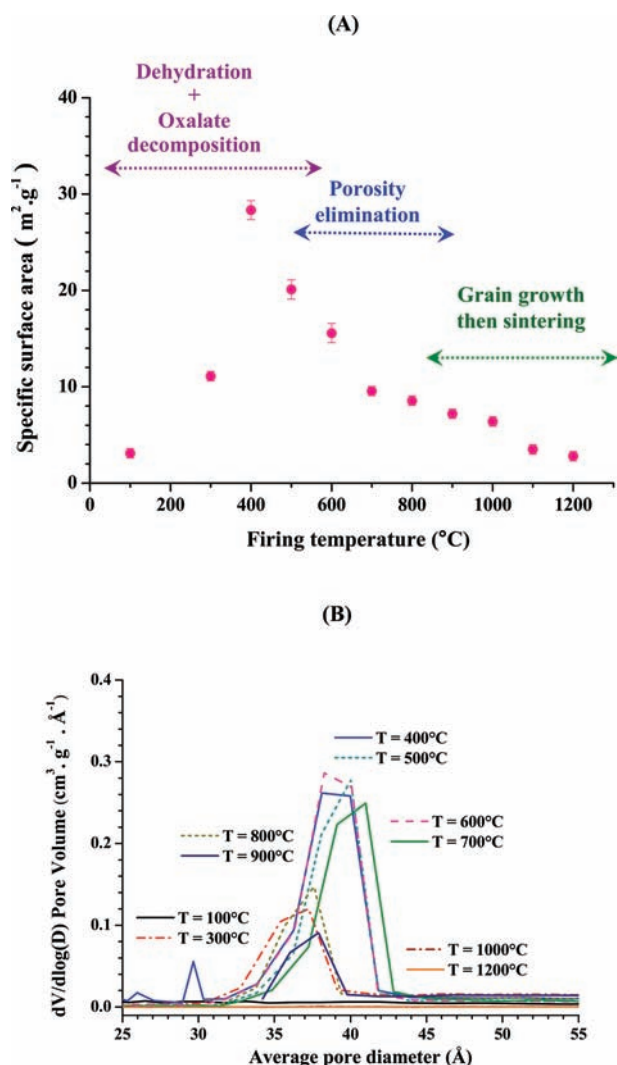 (A)
Dehydration
+
Oxalate
decomposition
Porosity
elimination
Grain growth
then sintering
Specific surface area ( m².g⁻¹)
40
30
20
10
0
0 200 400 600 800 1000 1200
Firing temperature (°C)
(B)
dV/dlog(D) Pore Volume (cm³ . g⁻¹ . Å⁻¹)
0.4
0.3
0.2
0.1
0.0
T = 400°C
T = 500°C
T = 600°C
T = 700°C
T = 800°C
T = 900°C
T = 100°C
T = 300°C
T = 1000°C
T = 1200°C
25 30 35 40 45 50 55
Average pore diameter (Å)